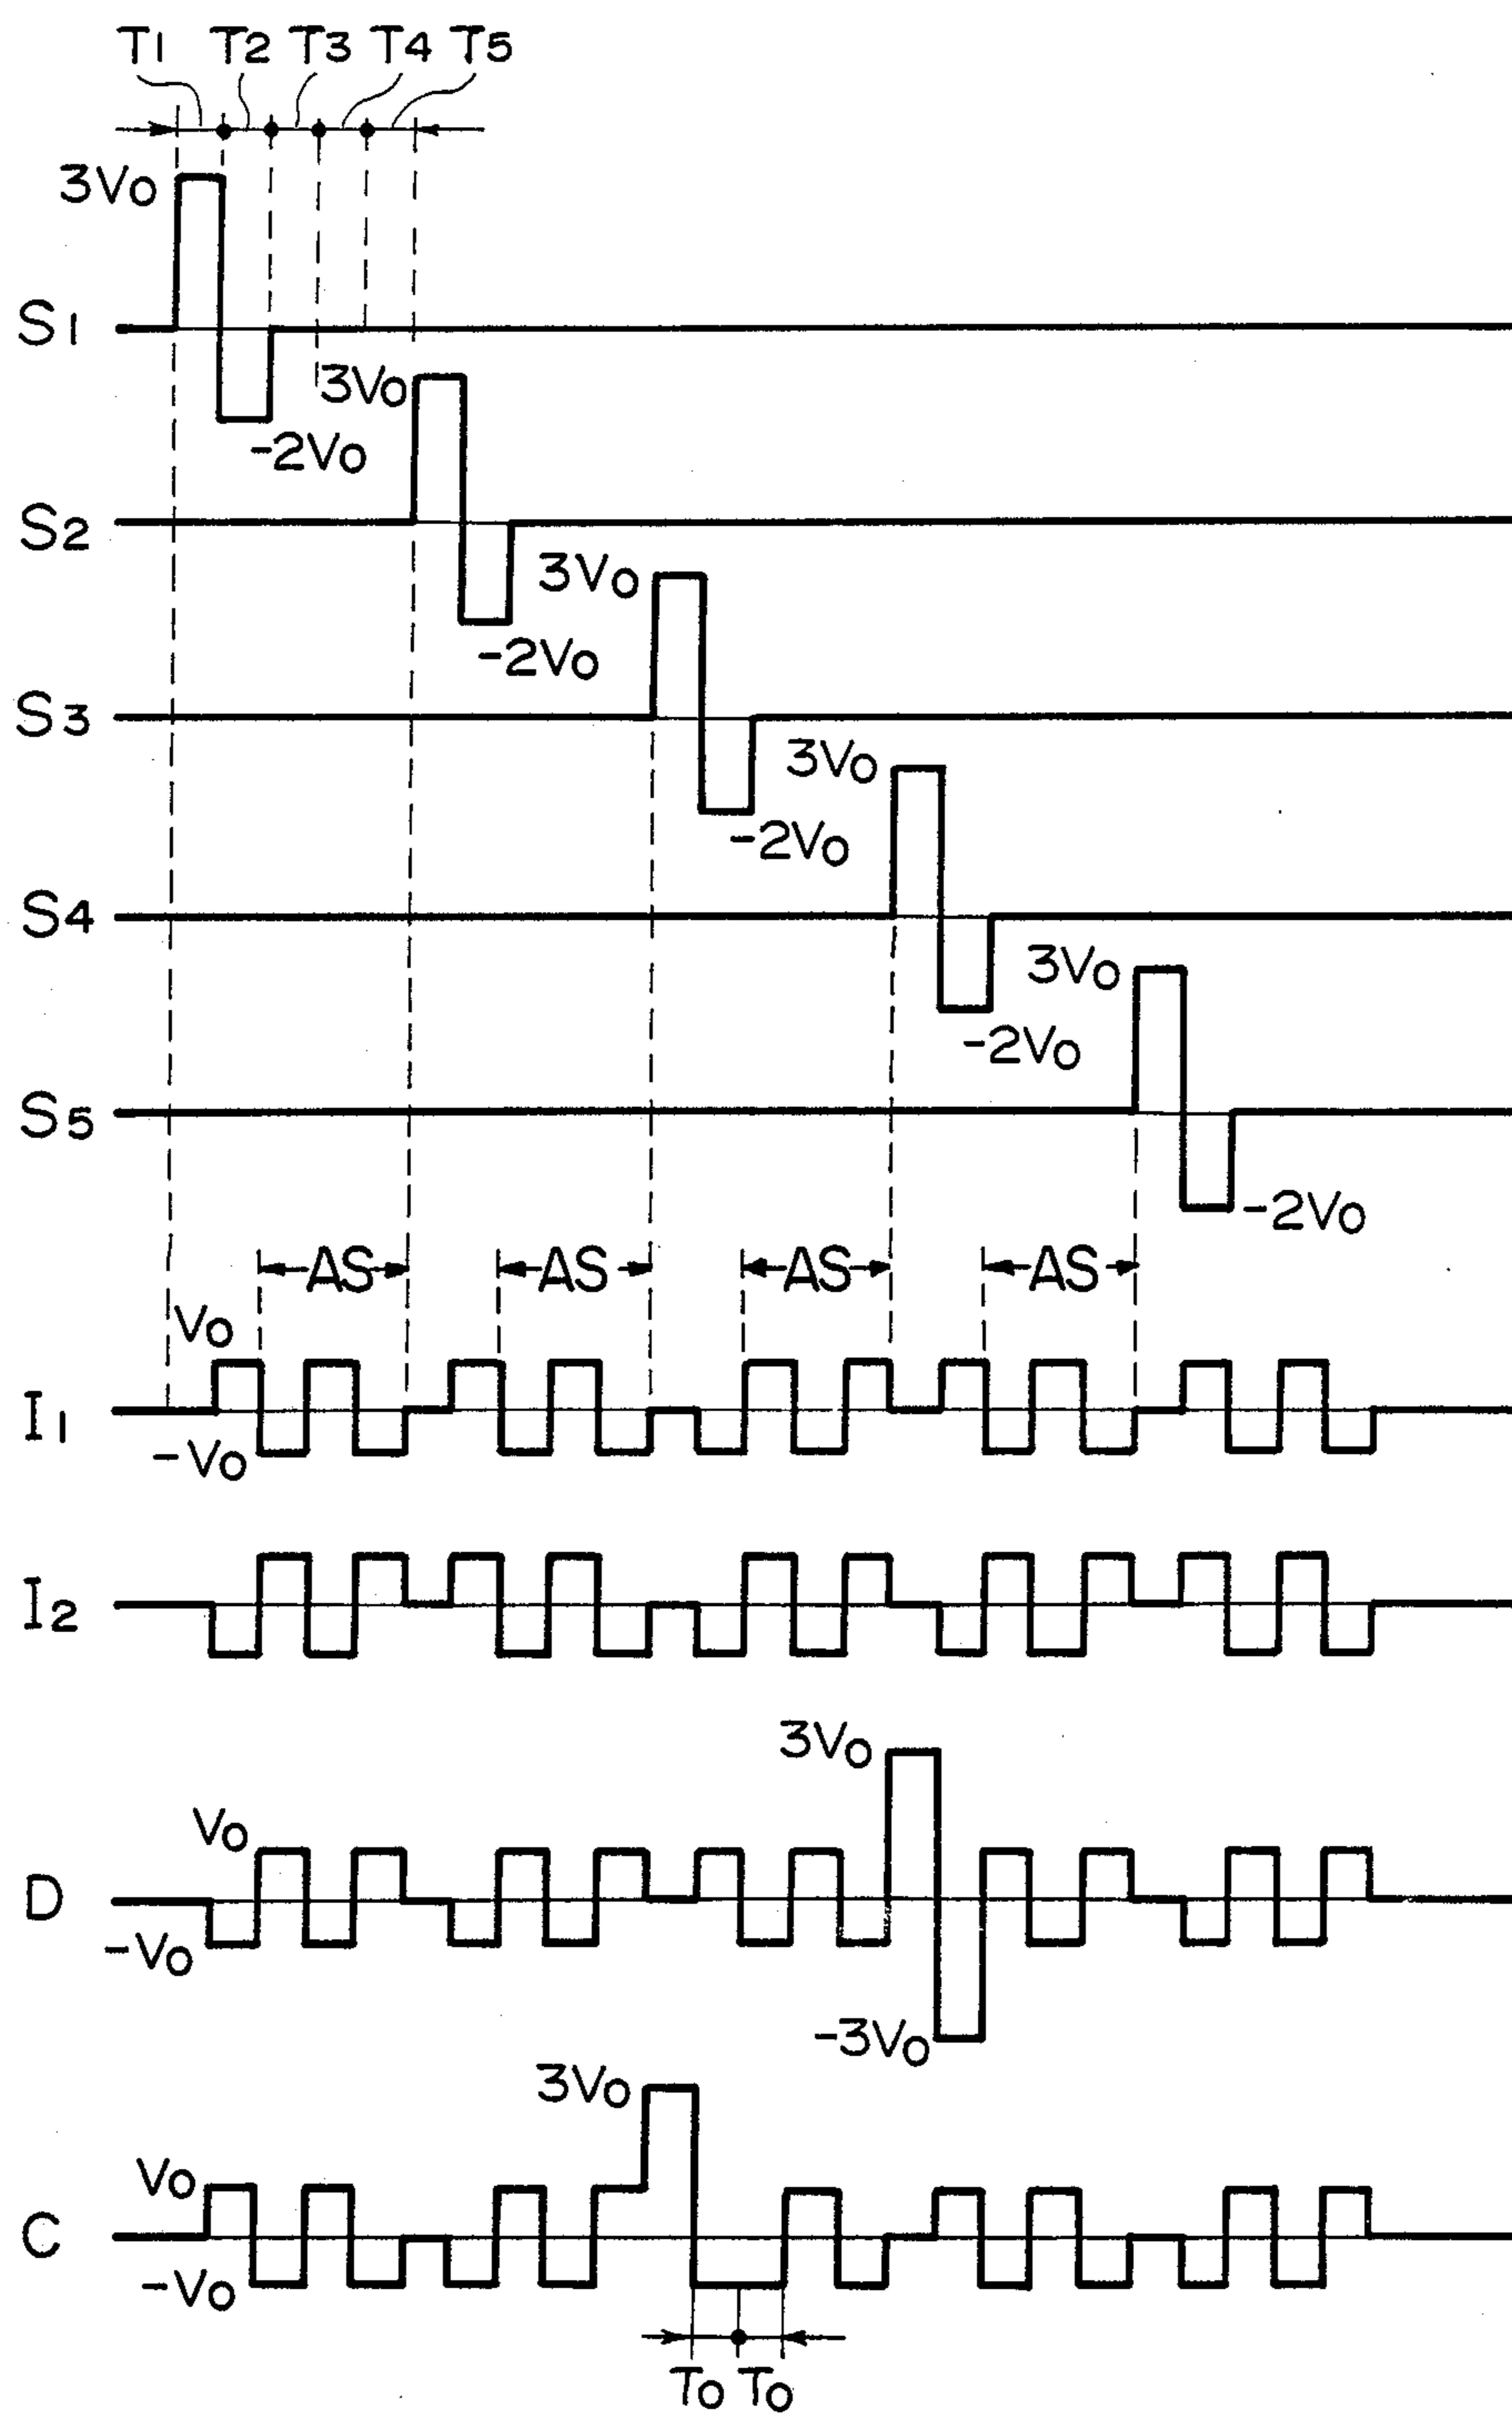 T1 T2 T3 T4 T5
3Vo
S1
3Vo
-2Vo
S2
3Vo
-2Vo
S3
3Vo
-2Vo
S4
3Vo
-2Vo
S5
-2Vo
AS AS AS AS
Vo
I1
-Vo
I2
3Vo
Vo
D
-Vo
-3Vo
3Vo
Vo
C
-Vo
To To